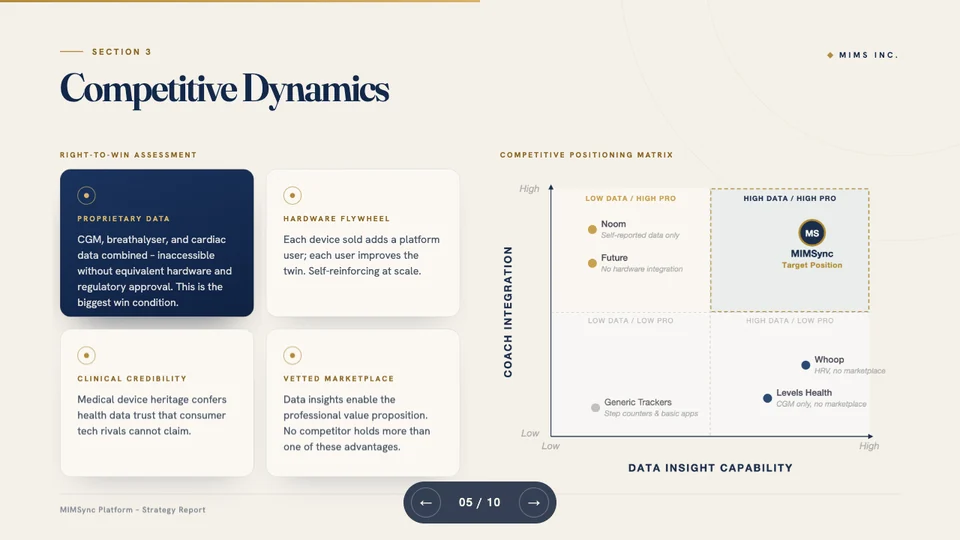 SECTION 3
MIMS INC.
Competitive Dynamics
RIGHT-TO-WIN ASSESSMENT
PROPRIETARY DATA
CGM, breathalyser, and cardiac
data combined – inaccessible
without equivalent hardware and
regulatory approval. This is the
biggest win condition.
HARDWARE FLYWHEEL
Each device sold adds a platform
user; each user improves the
twin. Self-reinforcing at scale.
CLINICAL CREDIBILITY
Medical device heritage confers
health data trust that consumer
tech rivals cannot claim.
VETTED MARKETPLACE
Data insights enable the
professional value proposition.
No competitor holds more than
one of these advantages.
COMPETITIVE POSITIONING MATRIX
High
LOW DATA / HIGH PRO
HIGH DATA / HIGH PRO
Noom
Self-reported data only
Future
No hardware integration
MS
MIMSync
Target Position
COACH INTEGRATION
LOW DATA / LOW PRO
HIGH DATA / LOW PRO
Whoop
HRV, no marketplace
Levels Health
CGM only, no marketplace
Generic Trackers
Step counters & basic apps
Low
Low
High
DATA INSIGHT CAPABILITY
MIMSync Platform – Strategy Report
← 05 / 10 →